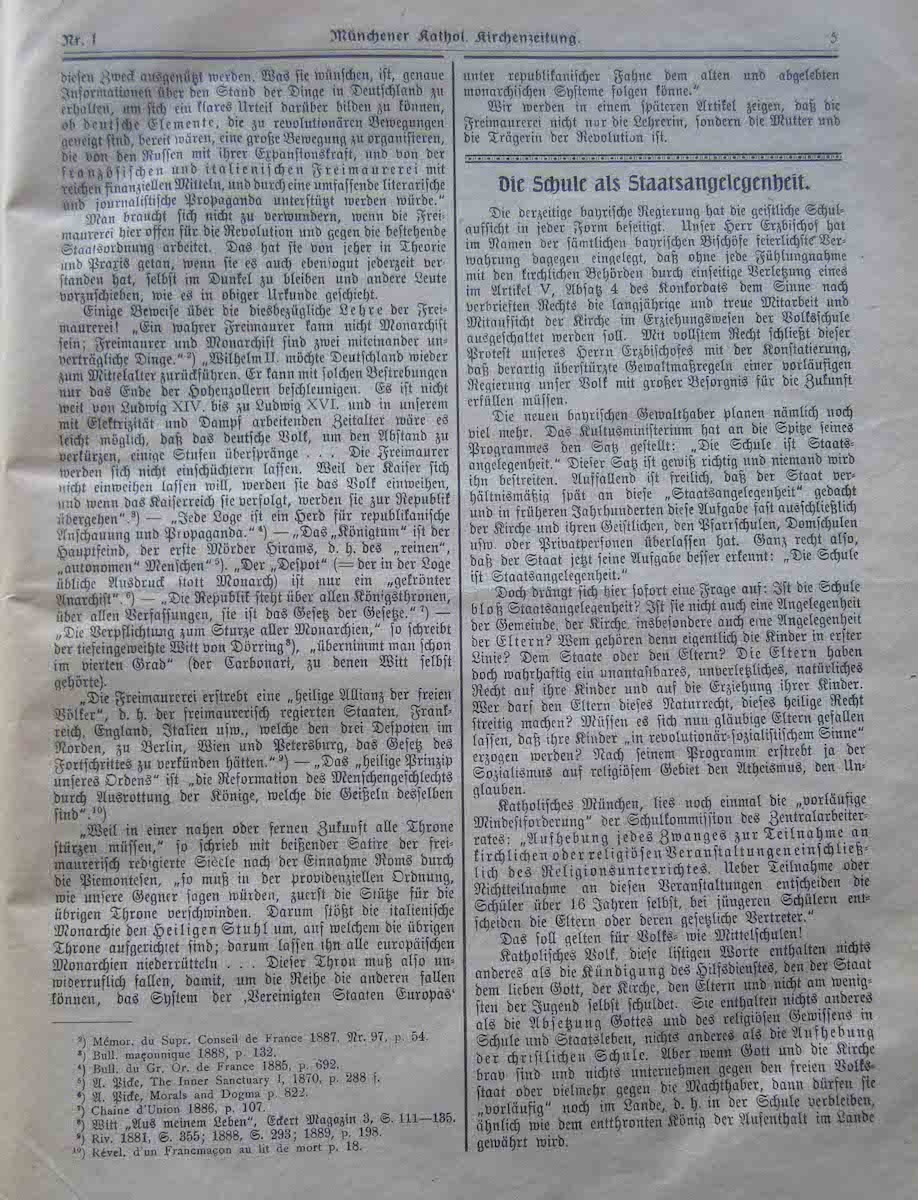 Nr. 1
Münchener Kathol. Kirchenzeitung.
5
diesen Zweck ausgenützt werden. Was sie wünschen, ist, genaue
Informationen über den Stand der Dinge in Deutschland zu
erhalten, um sich ein klares Urteil darüber bilden zu können,
ob deutsche Elemente, die zu revolutionären Bewegungen
geneigt sind, bereit wären, eine große Bewegung zu organisieren,
die von den Russen mit ihrer Expansionskraft, und von der
französischen und italienischen Freimaurerei mit
reichen finanziellen Mitteln, und durch eine umfassende literarische
und journalistische Propaganda unterstützt werden würde.“
Man braucht sich nicht zu verwundern, wenn die Frei-
maurerei hier offen für die Revolution und gegen die bestehende
Staatsordnung arbeitet. Das hat sie von jeher in Theorie
und Praxis getan, wenn sie es auch ebensogut jederzeit ver-
standen hat, selbst im Dunkel zu bleiben und andere Leute
vorzuschieben, wie es in obiger Urkunde geschieht.
Einige Beweise über die diesbezügliche Lehre der Frei-
maurerei! „Ein wahrer Freimaurer kann nicht Monarchist
sein; Freimaurer und Monarchist sind zwei miteinander un-
verträgliche Dinge.“²) „Wilhelm II. möchte Deutschland wieder
zum Mittelalter zurückführen. Er kann mit solchen Bestrebungen
nur das Ende der Hohenzollern beschleunigen. Es ist nicht
weit von Ludwig XIV. bis zu Ludwig XVI. und in unserem
mit Elektrizität und Dampf arbeitenden Zeitalter wäre es
leicht möglich, daß das deutsche Volk, um den Abstand zu
verkürzen, einige Stufen überspränge . . . Die Freimaurer
werden sich nicht einschüchtern lassen. Weil der Kaiser sich
nicht einweihen lassen will, werden sie das Volk einweihen,
und wenn das Kaiserreich sie verfolgt, werden sie zur Republik
übergehen“.³) — „Jede Loge ist ein Herd für republikanische
Anschauung und Propaganda.“⁴) — „Das „Königtum“ ist der
Hauptfeind, der erste Mörder Hirams, d. h. des „reinen“,
„autonomen“ Menschen“⁵). „Der „Despot“ (= der in der Loge
übliche Ausdruck statt Monarch) ist nur ein „gekrönter
Anarchist“.⁶) — „Die Republik steht über allen Königsthronen,
über allen Verfassungen, sie ist das Gesetz der Gesetze.“⁷) —
„Die Verpflichtung zum Sturze aller Monarchien,“ so schreibt
der tiefeingeweihte Witt von Dörring⁸), „übernimmt man schon
im vierten Grad“ (der Carbonari, zu denen Witt selbst
gehörte).
„Die Freimaurerei erstrebt eine „heilige Allianz der freien
Völker“, d. h. der freimaurerisch regierten Staaten, Frank-
reich, England, Italien usw., welche den drei Despoten im
Norden, zu Berlin, Wien und Petersburg, das Gesetz des
Fortschrittes zu verkünden hätten.“⁹) — „Das „heilige Prinzip
unseres Ordens“ ist „die Reformation des Menschengeschlechts
durch Ausrottung der Könige, welche die Geißeln desselben
sind“.¹⁰)
„Weil in einer nahen oder fernen Zukunft alle Throne
stürzen müssen,“ so schrieb mit beißender Satire der frei-
maurerisch redigierte Siècle nach der Einnahme Roms durch
die Piemontesen, „so muß in der providenziellen Ordnung,
wie unsere Gegner sagen würden, zuerst die Stütze für die
übrigen Throne verschwinden. Darum stößt die italienische
Monarchie den Heiligen Stuhl um, auf welchem die übrigen
Throne aufgerichtet sind; darum lassen ihn alle europäischen
Monarchien niederrütteln . . . Dieser Thron muß also un-
widerruflich fallen, damit, um die Reihe die anderen fallen
können, das System der ‚Vereinigten Staaten Europas‘
²) Mémor. du Supr. Conseil de France 1887. Nr. 97, p. 54.
³) Bull. maçounique 1888, p. 132.
⁴) Bull. du Gr. Or. de France 1885, p. 692.
⁵) A. Picke, The Inner Sanctuary I, 1870, p. 288 f.
⁶) A. Picke, Morals and Dogma p. 822.
⁷) Chaine d'Union 1886, p. 107.
⁸) Witt „Aus meinem Leben“, Eckert Magazin 3, S. 111—135.
⁹) Riv. 1881, S. 355; 1888, S. 293; 1889, p. 198.
¹⁰) Rével. d'un Francmaçon au lit de mort p. 18.
unter republikanischer Fahne dem alten und abgelebten
monarchischen Systeme folgen könne.“
Wir werden in einem späteren Artikel zeigen, daß die
Freimaurerei nicht nur die Lehrerin, sondern die Mutter und
die Trägerin der Revolution ist.
Die Schule als Staatsangelegenheit.
Die derzeitige bayrische Regierung hat die geistliche Schul-
aufsicht in jeder Form beseitigt. Unser Herr Erzbischof hat
im Namen der sämtlichen bayrischen Bischöfe feierlichste Ver-
wahrung dagegen eingelegt, daß ohne jede Fühlungnahme
mit den kirchlichen Behörden durch einseitige Verletzung eines
im Artikel V, Absatz 4 des Konkordats dem Sinne nach
verbrieften Rechts die langjährige und treue Mitarbeit und
Mitaufsicht der Kirche im Erziehungswesen der Volksschule
ausgeschaltet werden soll. Mit vollstem Recht schließt dieser
Protest unseres Herrn Erzbischofes mit der Konstatierung,
daß derartig überstürzte Gewaltmaßregeln einer vorläufigen
Regierung unser Volk mit großer Besorgnis für die Zukunft
erfüllen müssen.
Die neuen bayrischen Gewalthaber planen nämlich noch
viel mehr. Das Kultusministerium hat an die Spitze seines
Programmes den Satz gestellt: „Die Schule ist Staats-
angelegenheit.“ Dieser Satz ist gewiß richtig und niemand wird
ihn bestreiten. Auffallend ist freilich, daß der Staat ver-
hältnismäßig spät an diese „Staatsangelegenheit“ gedacht
und in früheren Jahrhunderten diese Aufgabe fast ausschließlich
der Kirche und ihren Geistlichen, den Pfarrschulen, Domschulen
usw. oder Privatpersonen überlassen hat. Ganz recht also,
daß der Staat jetzt seine Aufgabe besser erkennt: „Die Schule
ist Staatsangelegenheit.“
Doch drängt sich hier sofort eine Frage auf: Ist die Schule
bloß Staatsangelegenheit? Ist sie nicht auch eine Angelegenheit
der Gemeinde, der Kirche, insbesondere auch eine Angelegenheit
der Eltern? Wem gehören denn eigentlich die Kinder in erster
Linie? Dem Staate oder den Eltern? Die Eltern haben
doch wahrhaftig ein unantastbares, unverletzliches, natürliches
Recht auf ihre Kinder und auf die Erziehung ihrer Kinder.
Wer darf den Eltern dieses Naturrecht, dieses heilige Recht
streitig machen? Müssen es sich nun gläubige Eltern gefallen
lassen, daß ihre Kinder „in revolutionär-sozialistischem Sinne“
erzogen werden? Nach seinem Programm erstrebt ja der
Sozialismus auf religiösem Gebiet den Atheismus, den Un-
glauben.
Katholisches München, lies noch einmal die „vorläufige
Mindestforderung“ der Schulkommission des Zentralarbeiter-
rates: „Aufhebung jedes Zwanges zur Teilnahme an
kirchlichen oder religiösen Veranstaltungen einschließ-
lich des Religionsunterrichtes. Ueber Teilnahme oder
Nichtteilnahme an diesen Veranstaltungen entscheiden die
Schüler über 16 Jahren selbst, bei jüngeren Schülern ent-
scheiden die Eltern oder deren gesetzliche Vertreter.“
Das soll gelten für Volks- wie Mittelschulen!
Katholisches Volk, diese listigen Worte enthalten nichts
anderes als die Kündigung des Hilfsdienstes, den der Staat
dem lieben Gott, der Kirche, den Eltern und nicht am wenig-
sten der Jugend selbst schuldet. Sie enthalten nichts anderes
als die Absetzung Gottes und des religiösen Gewissens in
Schule und Staatsleben, nichts anderes als die Aufhebung
der christlichen Schule. Aber wenn Gott und die Kirche
brav sind und nichts unternehmen gegen den freien Volks-
staat oder vielmehr gegen die Machthaber, dann dürfen sie
„vorläufig“ noch im Lande, d. h. in der Schule verbleiben,
ähnlich wie dem entthronten König der Aufenthalt im Lande
gewährt wird.